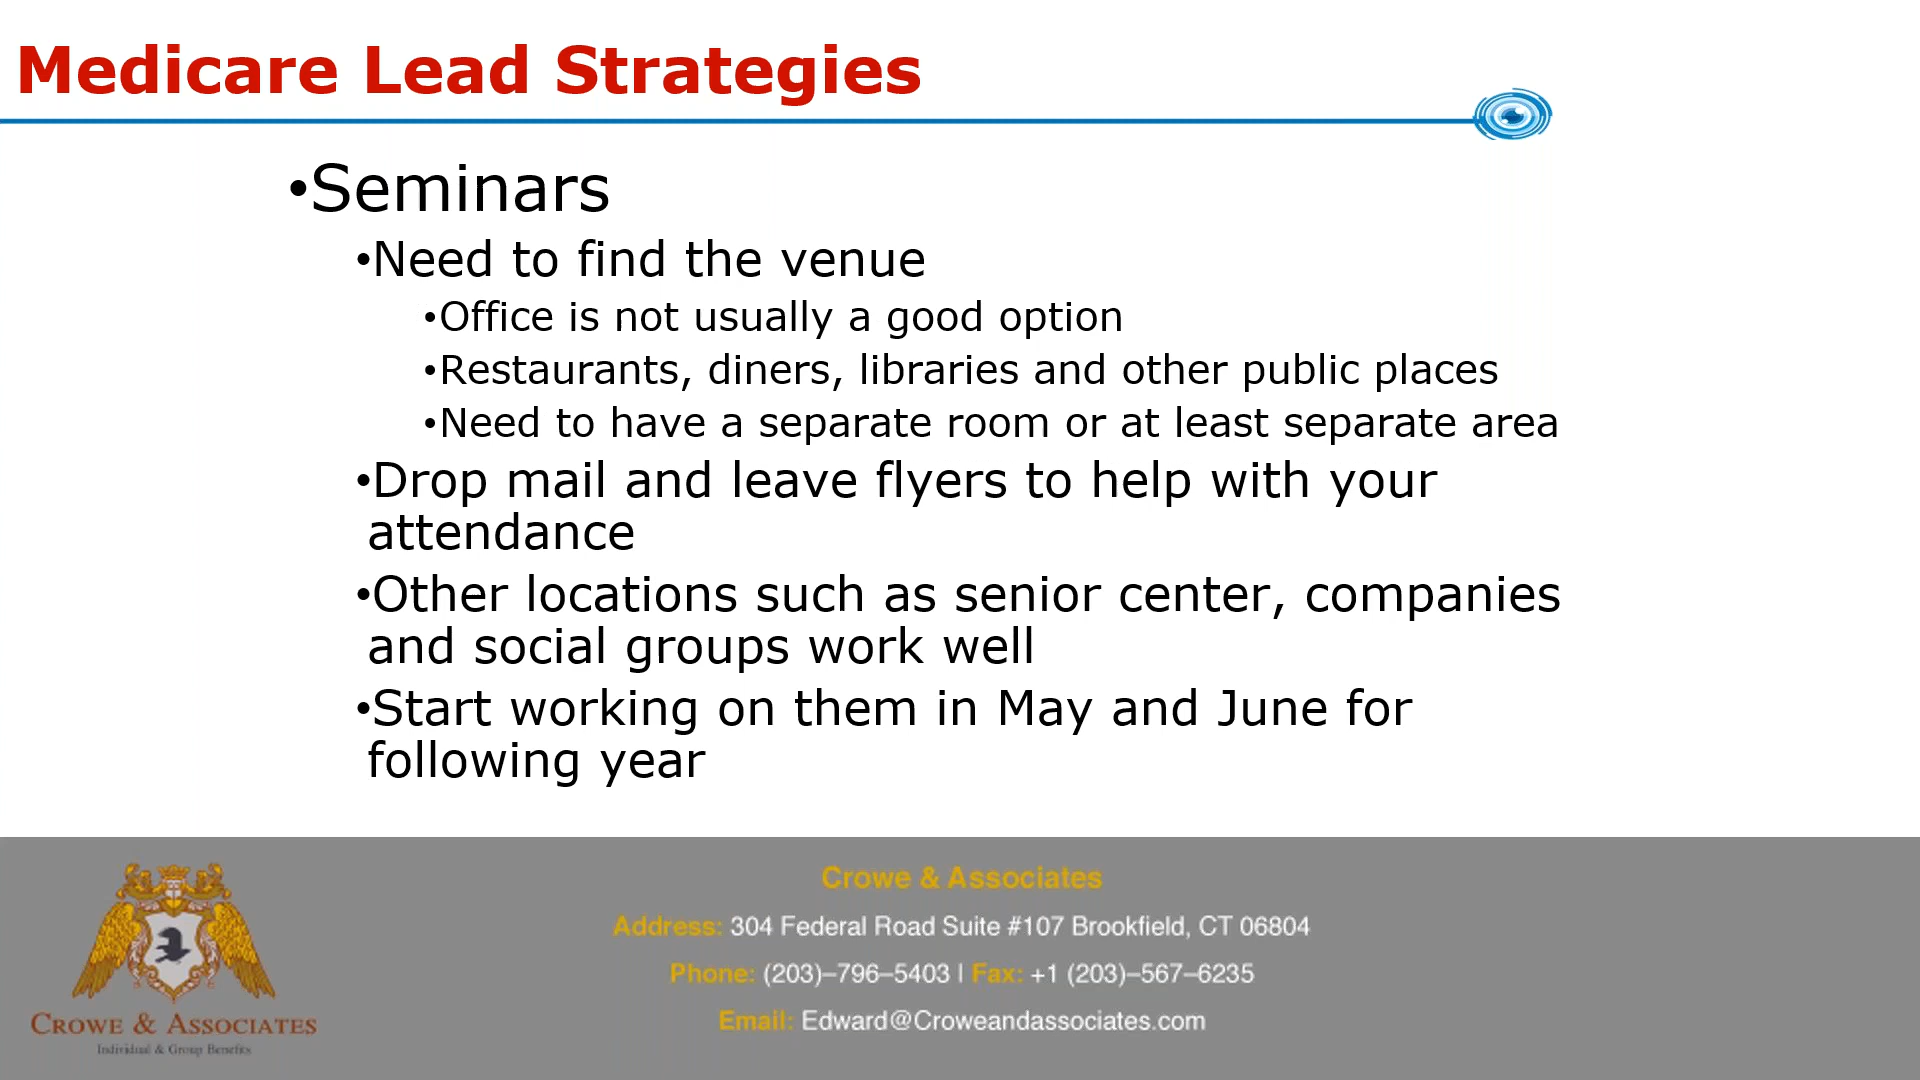 Medicare Lead Strategies
•Seminars
•Need to find the venue
•Office is not usually a good option
•Restaurants, diners, libraries and other public places
•Need to have a separate room or at least separate area
•Drop mail and leave flyers to help with your
attendance
•Other locations such as senior center, companies
and social groups work well
•Start working on them in May and June for
following year
Crowe & Associates
Address: 304 Federal Road Suite #107 Brookfield, CT 06804
Phone: (203)–796–5403 | Fax: +1 (203)–567–6235
Email: Edward@Croweandassociates.com
CROWE & ASSOCIATES
Individual & Group Benefits